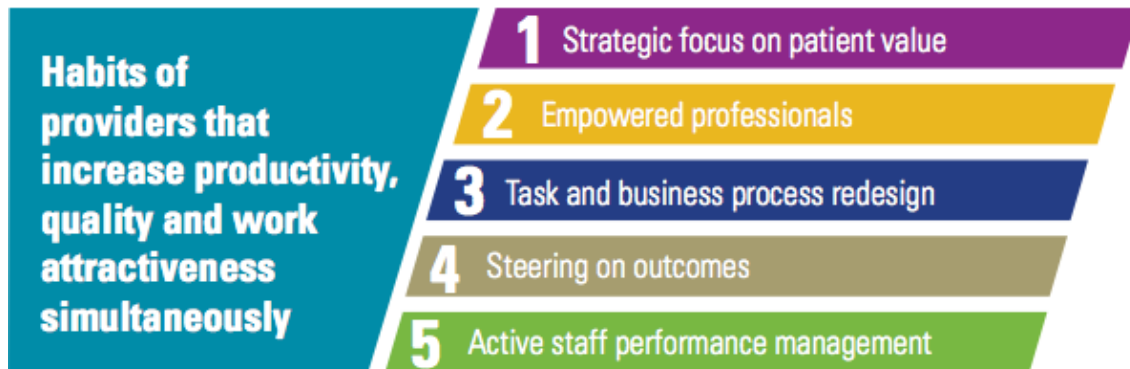 Habits of
providers that
increase productivity,
quality and work
attractiveness
simultaneously
1 Strategic focus on patient value
2 Empowered professionals
3 Task and business process redesign
4 Steering on outcomes
5 Active staff performance management